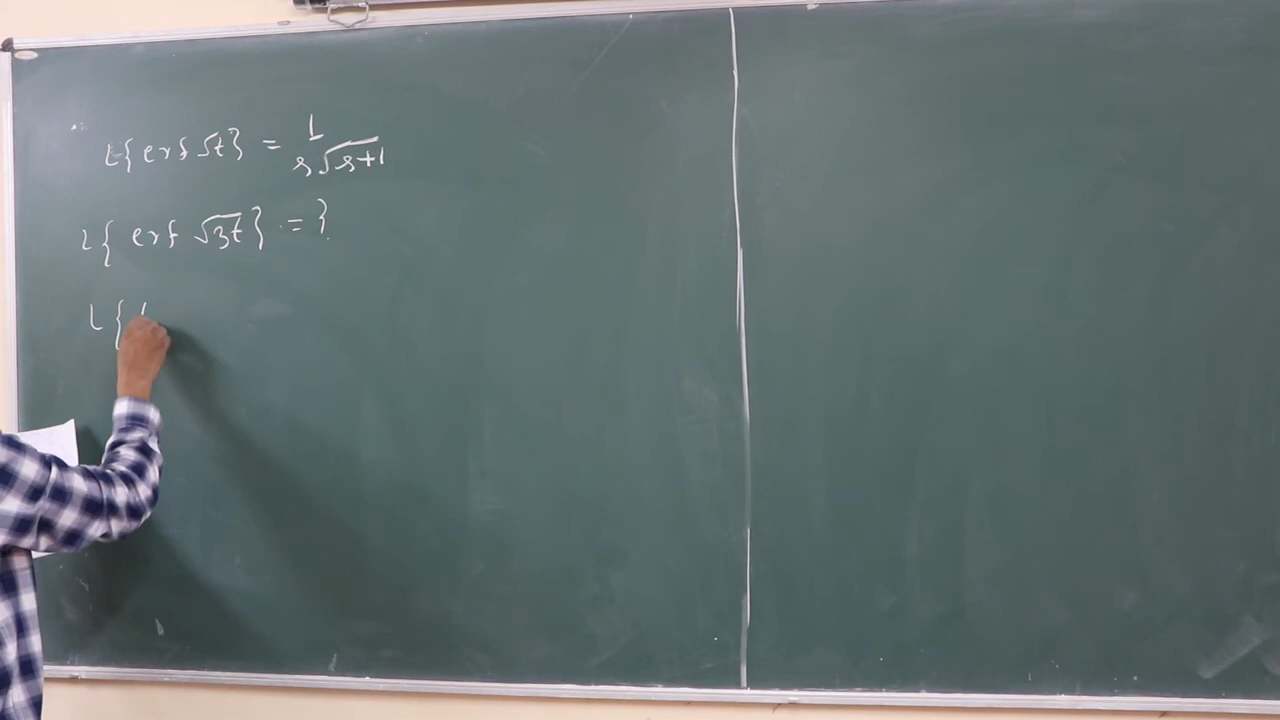 L{erf √t} = 1/(s√(s+1))
L{ erf √3t } = ?
L{